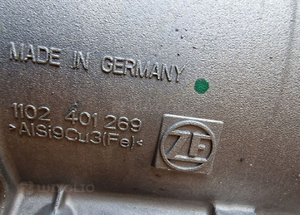 MADE IN GERMANY
1102 401 269
>AlSi9Cu3(Fe)<
ZF